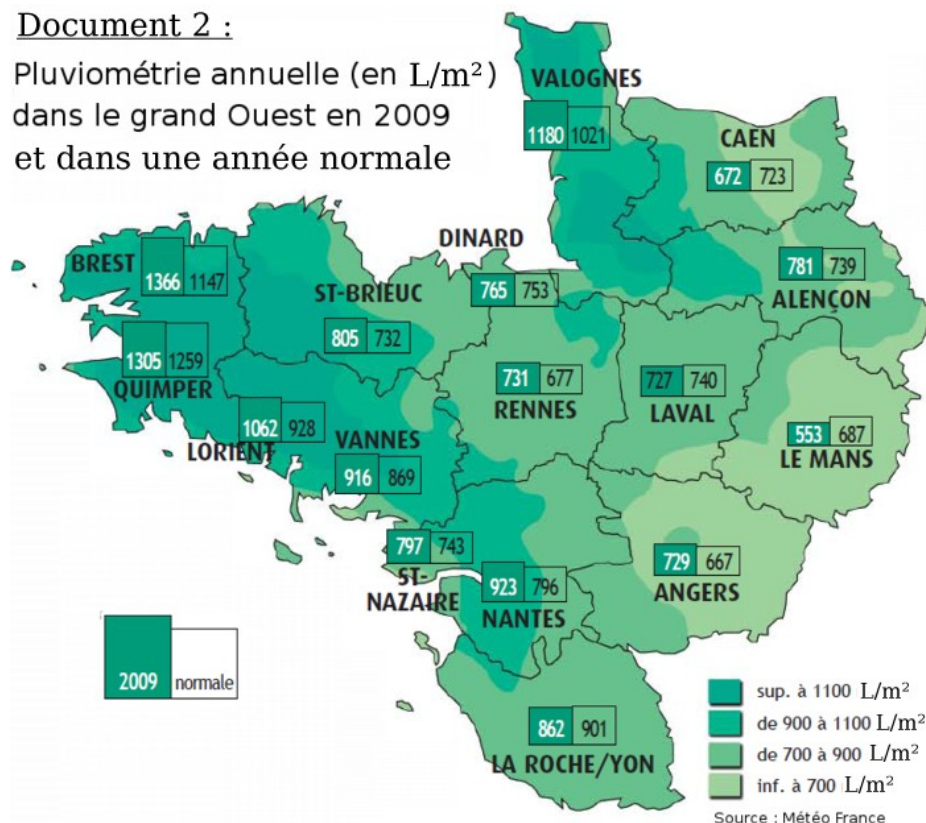 Document 2 :
Pluviométrie annuelle (en L/m²)
dans le grand Ouest en 2009
et dans une année normale
VALOGNES
1180 1021
CAEN
672 723
DINARD
765 753
BREST
1366 1147
ST-BRIEUC
805 732
781 739
ALENÇON
1305 1259
QUIMPER
731 677
RENNES
727 740
LAVAL
1062 928
LORIENT
VANNES
916 869
553 687
LE MANS
797 743
ST-
NAZAIRE
923 796
NANTES
729 667
ANGERS
2009 normale
862 901
LA ROCHE/YON
sup. à 1100 L/m²
de 900 à 1100 L/m²
de 700 à 900 L/m²
inf. à 700 L/m²
Source : Météo France